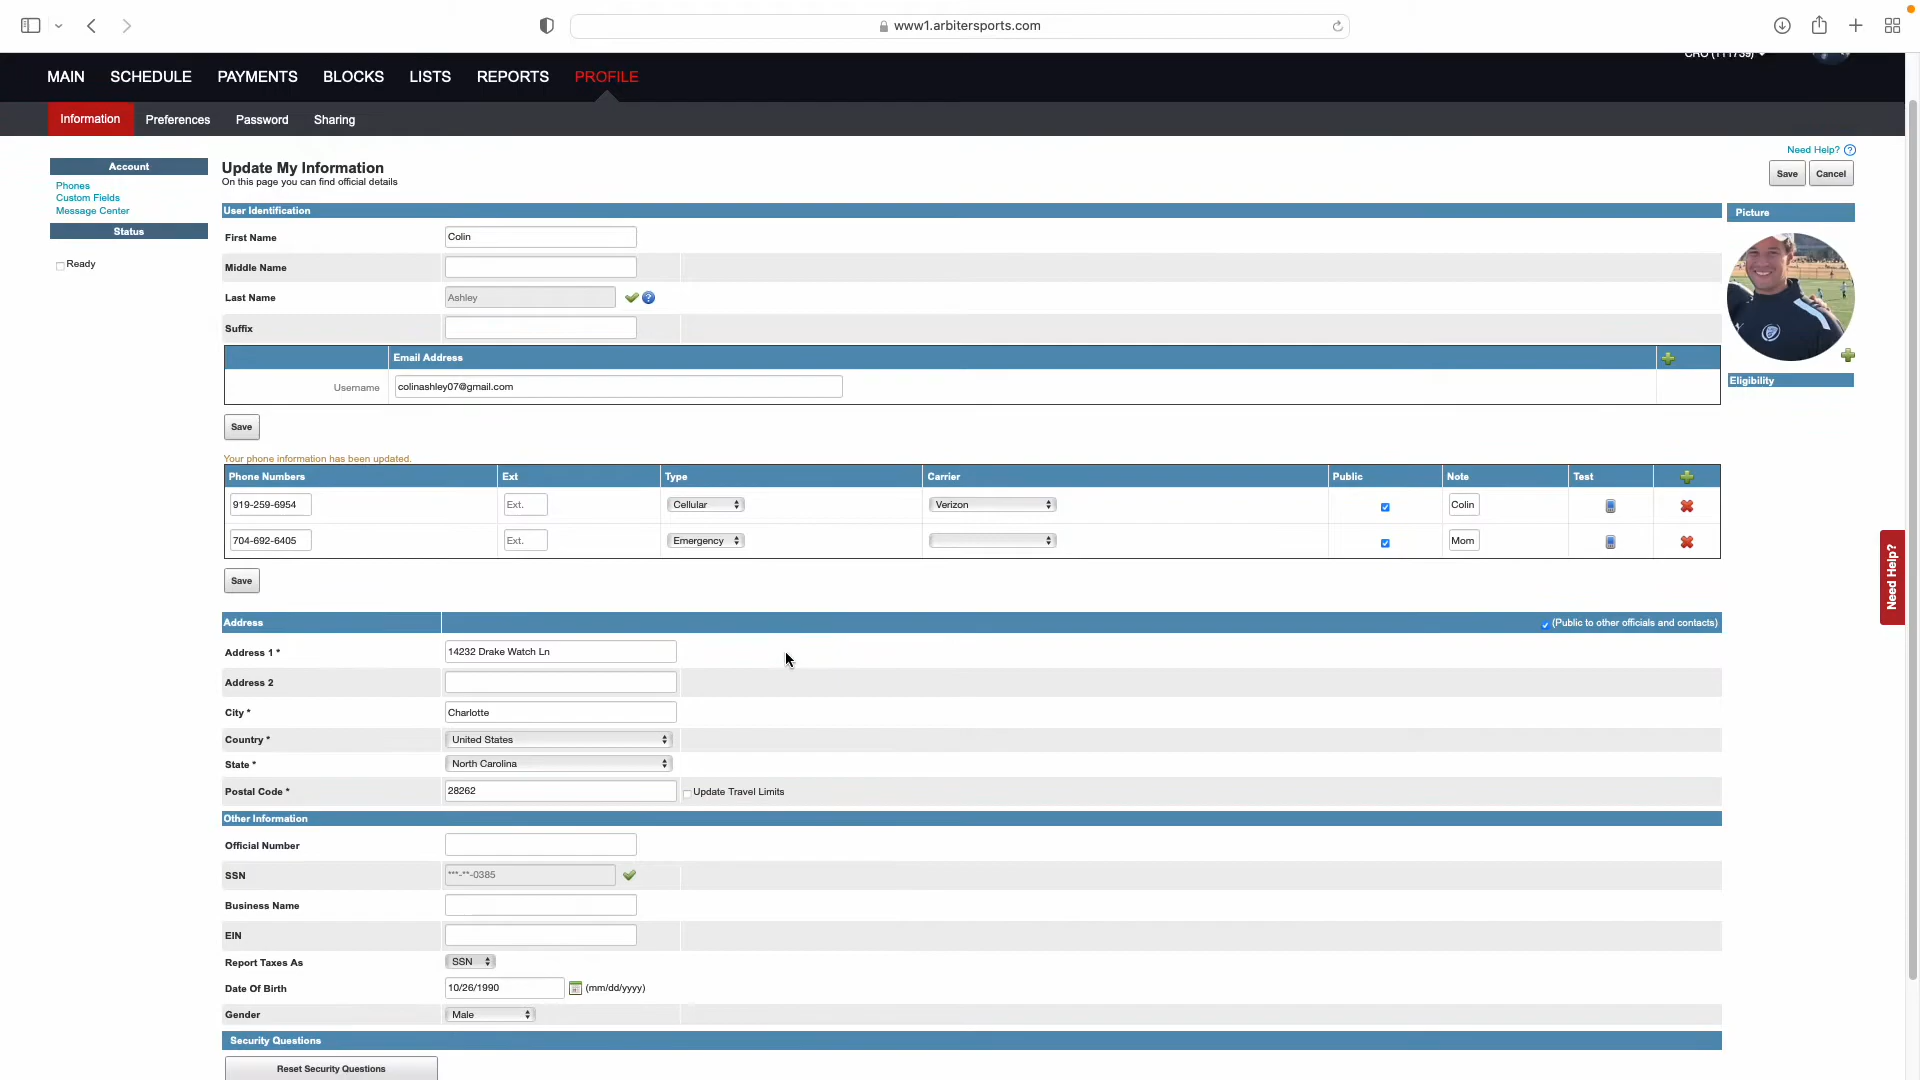 www1.arbitersports.com
MAIN SCHEDULE PAYMENTS BLOCKS LISTS REPORTS PROFILE
Information Preferences Password Sharing
Need Help?
Account
Phones
Custom Fields
Message Center
Status
Ready
Update My Information
On this page you can find official details
Save Cancel
User Identification
Picture
First Name Colin
Middle Name
Last Name Ashley
Suffix
Email Address
Username colinashley07@gmail.com
Eligibility
Save
Your phone information has been updated.
Phone Numbers Ext Type Carrier Public Note Test
919-259-6954 Ext. Cellular Verizon Colin
704-692-6405 Ext. Emergency Mom
Save
Need Help?
Address (Public to other officials and contacts)
Address 1 * 14232 Drake Watch Ln
Address 2
City * Charlotte
Country * United States
State * North Carolina
Postal Code * 28262 Update Travel Limits
Other Information
Official Number
SSN ***-**-0385
Business Name
EIN
Report Taxes As SSN
Date Of Birth 10/26/1990 (mm/dd/yyyy)
Gender Male
Security Questions
Reset Security Questions